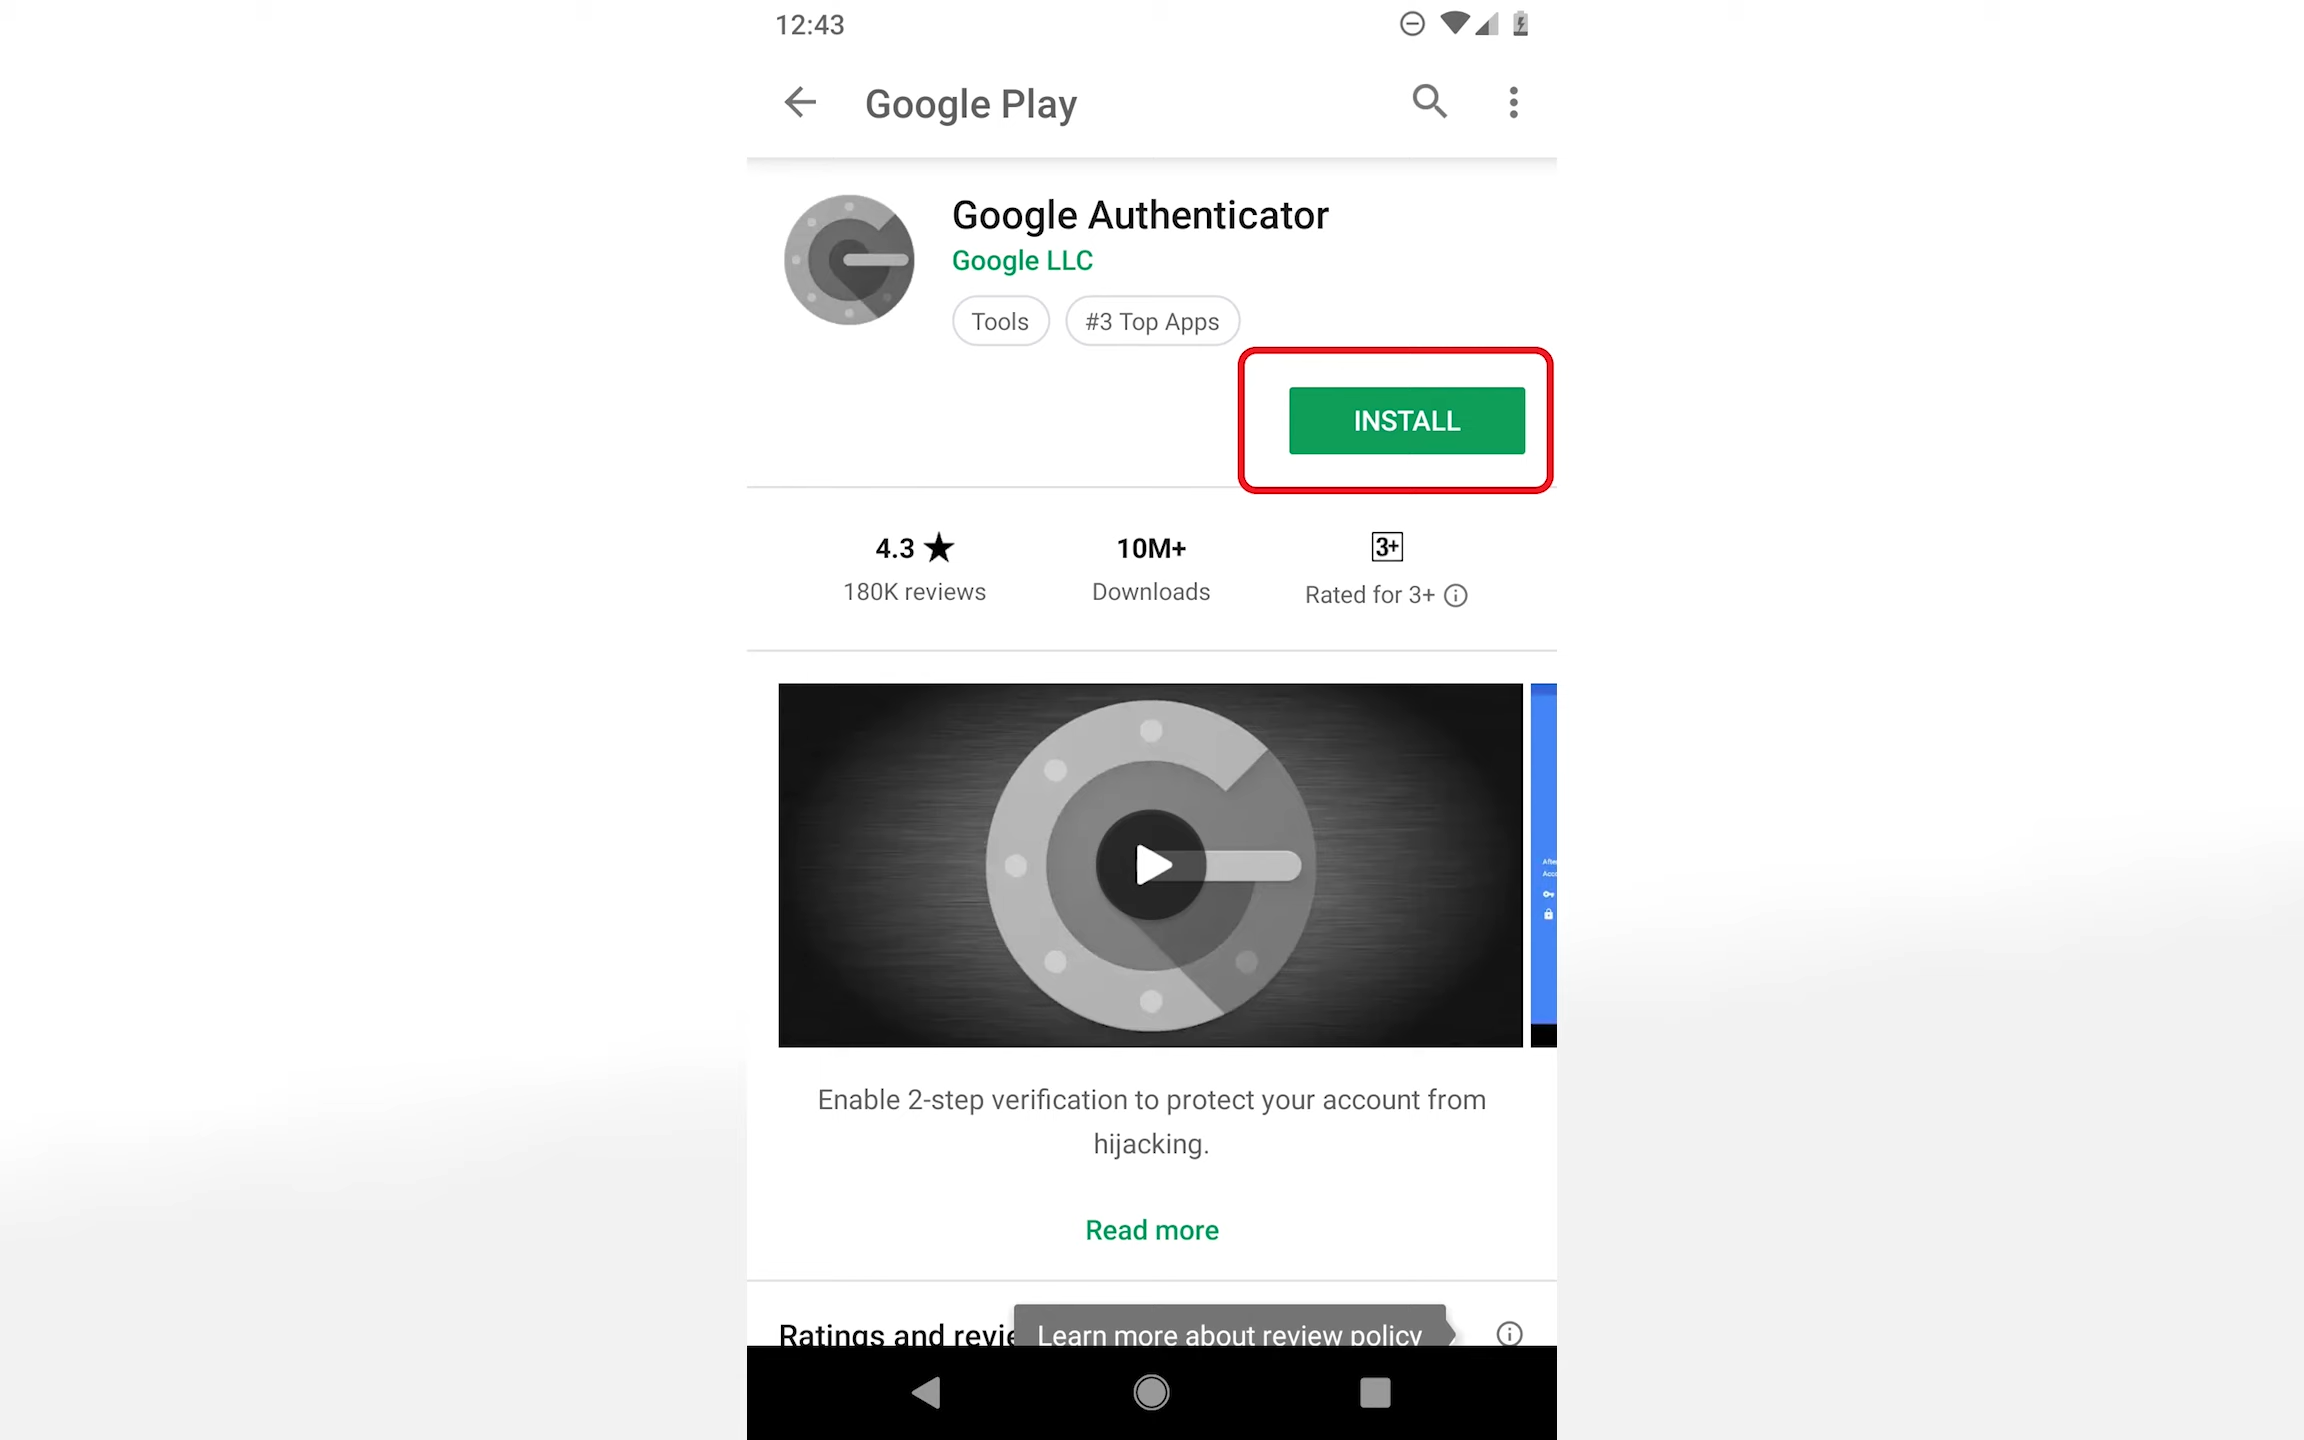 12:43
Google Play
Google Authenticator
Google LLC
Tools
#3 Top Apps
INSTALL
4.3 ★
10M+
3+
180K reviews
Downloads
Rated for 3+
After
Acco
Enable 2-step verification to protect your account from
hijacking.
Read more
Ratings and revie
Learn more about review policy